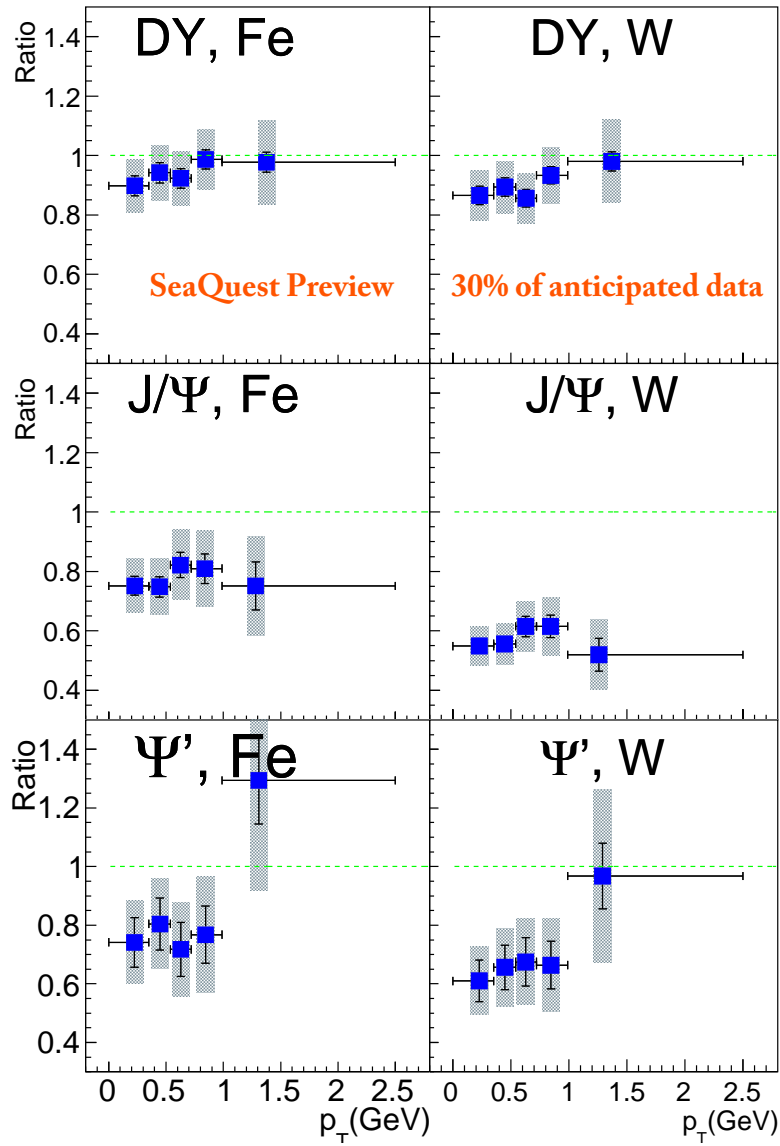 DY, Fe
DY, W
Ratio
1.4
1.2
1
0.8
0.6
0.4
SeaQuest Preview
30% of anticipated data
J/Ψ, Fe
J/Ψ, W
Ratio
1.4
1.2
1
0.8
0.6
0.4
Ψ’, Fe
Ψ’, W
Ratio
1.4
1.2
1
0.8
0.6
0.4
0 0.5 1 1.5 2 2.5
0 0.5 1 1.5 2 2.5
p_T(GeV)
p_T(GeV)